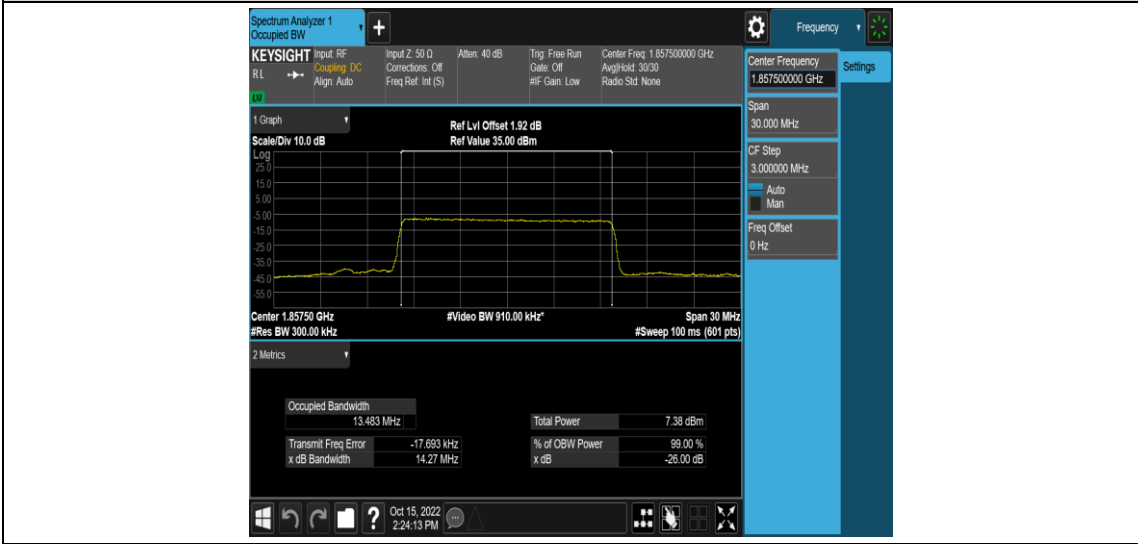 Spectrum Analyzer 1
Occupied BW
+
Frequency
KEYSIGHT
RL
LNI
Input: RF
Coupling: DC
Align: Auto
Input Z: 50 Ω
Corrections: Off
Freq Ref: Int (S)
Atten: 40 dB
Trig: Free Run
Gate: Off
#IF Gain: Low
Center Freq: 1.857500000 GHz
Avg|Hold: 30/30
Radio Std: None
Center Frequency
1.857500000 GHz
Settings
Span
30.000 MHz
CF Step
3.000000 MHz
Auto
Man
Freq Offset
0 Hz
1 Graph
Scale/Div 10.0 dB
Ref Lvl Offset 1.92 dB
Ref Value 35.00 dBm
Log
25.0
15.0
5.00
-5.00
-15.0
-25.0
-35.0
-45.0
-55.0
Center 1.85750 GHz
#Video BW 910.00 kHz*
Span 30 MHz
#Res BW 300.00 kHz
#Sweep 100 ms (601 pts)
2 Metrics
Occupied Bandwidth
13.483 MHz
Total Power 7.38 dBm
Transmit Freq Error -17.693 kHz
% of OBW Power 99.00 %
x dB Bandwidth 14.27 MHz
x dB -26.00 dB
?
Oct 15, 2022
2:24:13 PM